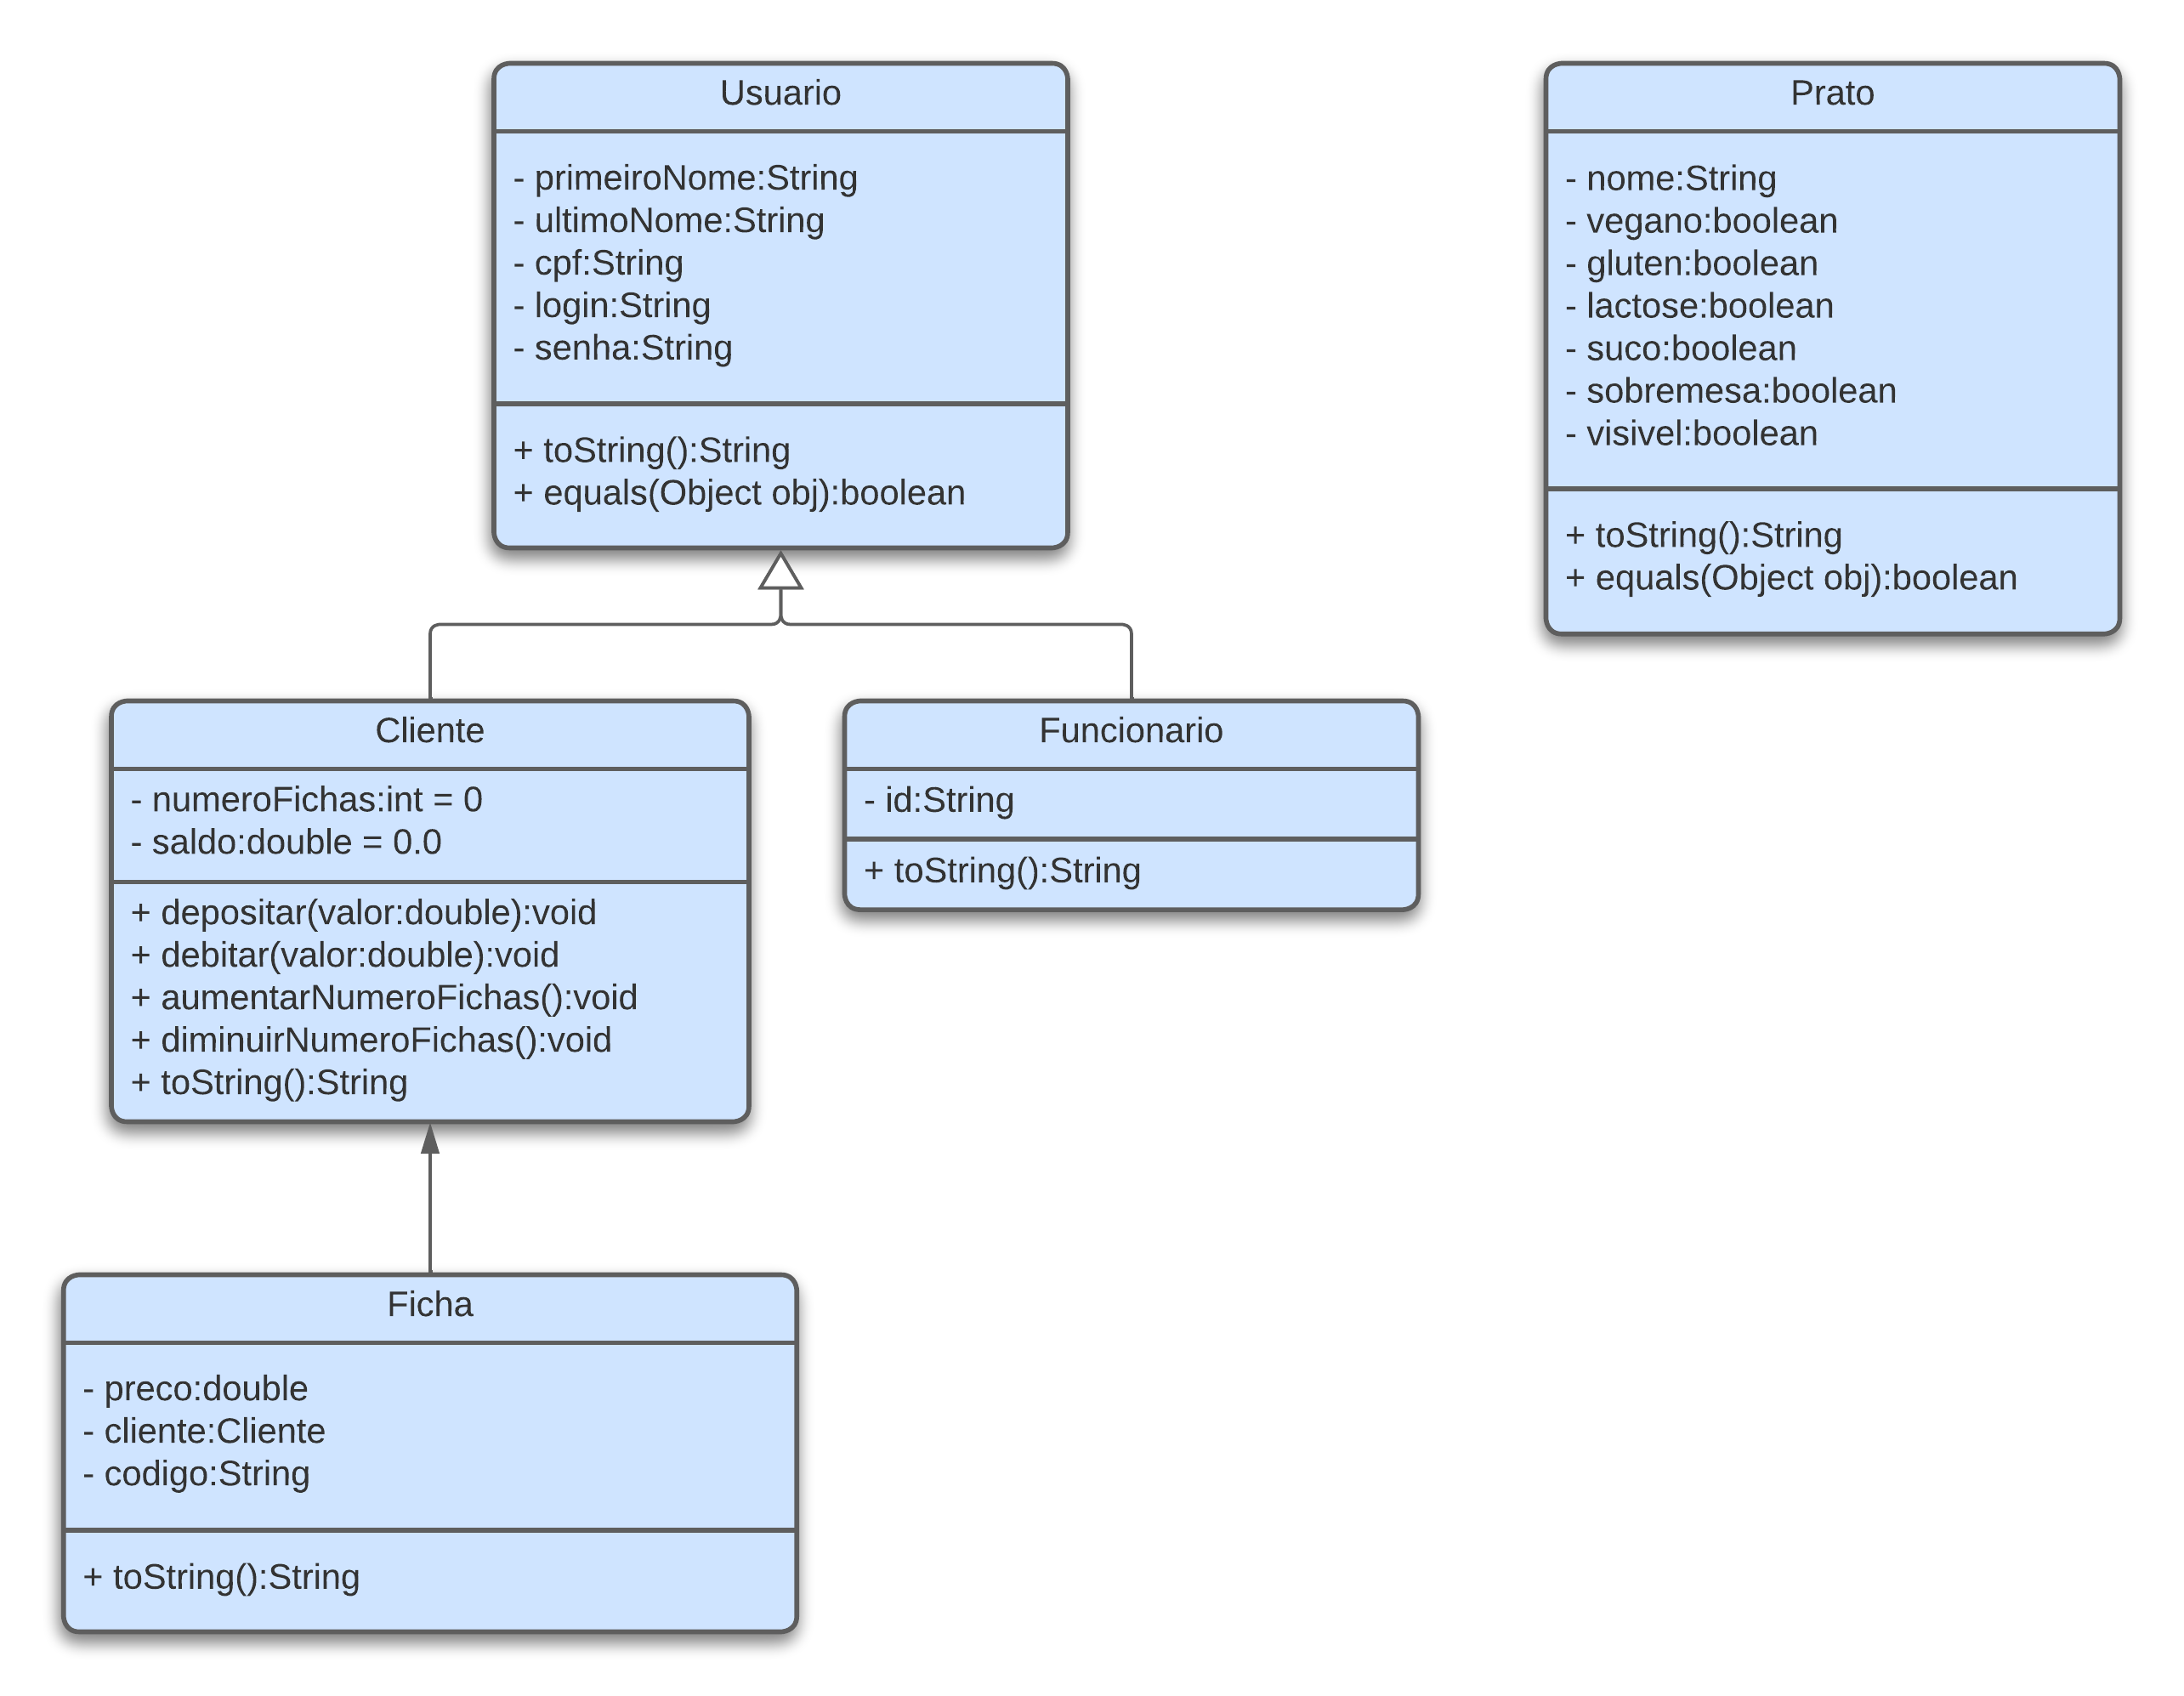 Usuario
- primeiroNome:String
- ultimoNome:String
- cpf:String
- login:String
- senha:String
+ toString():String
+ equals(Object obj):boolean
Prato
- nome:String
- vegano:boolean
- gluten:boolean
- lactose:boolean
- suco:boolean
- sobremesa:boolean
- visivel:boolean
+ toString():String
+ equals(Object obj):boolean
Cliente
- numeroFichas:int = 0
- saldo:double = 0.0
+ depositar(valor:double):void
+ debitar(valor:double):void
+ aumentarNumeroFichas():void
+ diminuirNumeroFichas():void
+ toString():String
Funcionario
- id:String
+ toString():String
Ficha
- preco:double
- cliente:Cliente
- codigo:String
+ toString():String